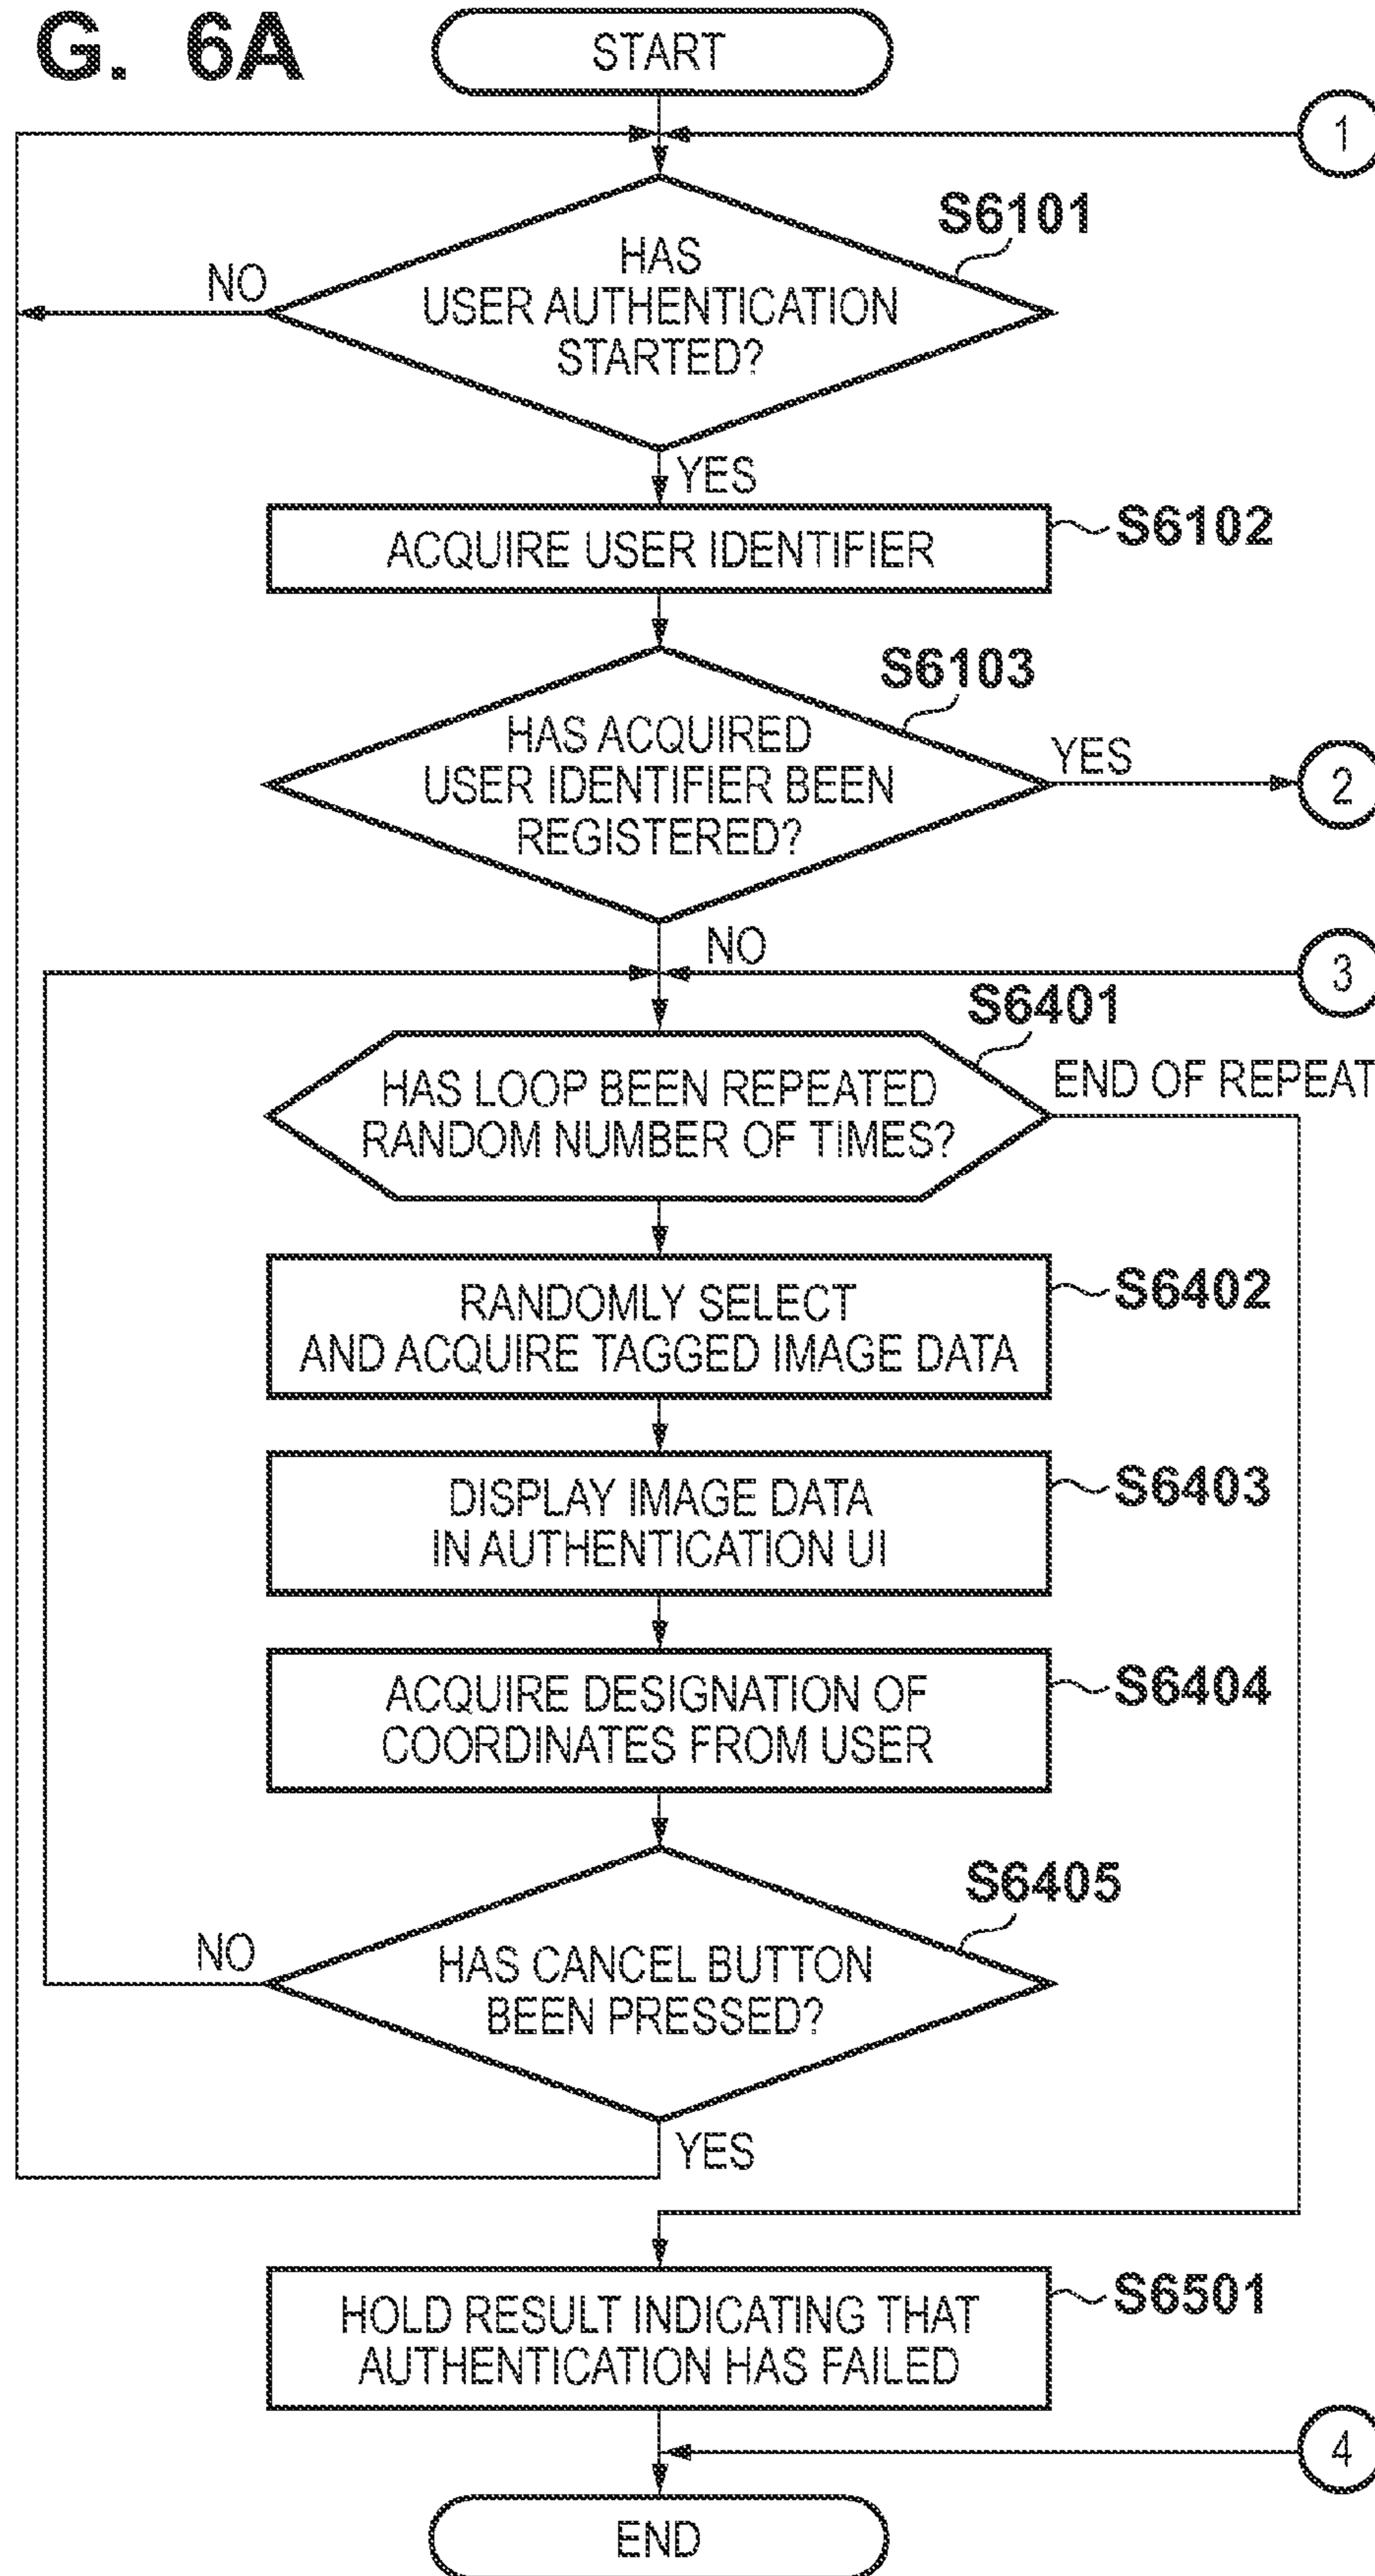 G. 6A
START
1
S6101
HAS
USER AUTHENTICATION
STARTED?
NO
YES
ACQUIRE USER IDENTIFIER
S6102
S6103
HAS ACQUIRED
USER IDENTIFIER BEEN
REGISTERED?
YES
2
NO
3
S6401
HAS LOOP BEEN REPEATED
RANDOM NUMBER OF TIMES?
END OF REPEAT
RANDOMLY SELECT
AND ACQUIRE TAGGED IMAGE DATA
S6402
DISPLAY IMAGE DATA
IN AUTHENTICATION UI
S6403
ACQUIRE DESIGNATION OF
COORDINATES FROM USER
S6404
S6405
HAS CANCEL BUTTON
BEEN PRESSED?
NO
YES
HOLD RESULT INDICATING THAT
AUTHENTICATION HAS FAILED
S6501
4
END